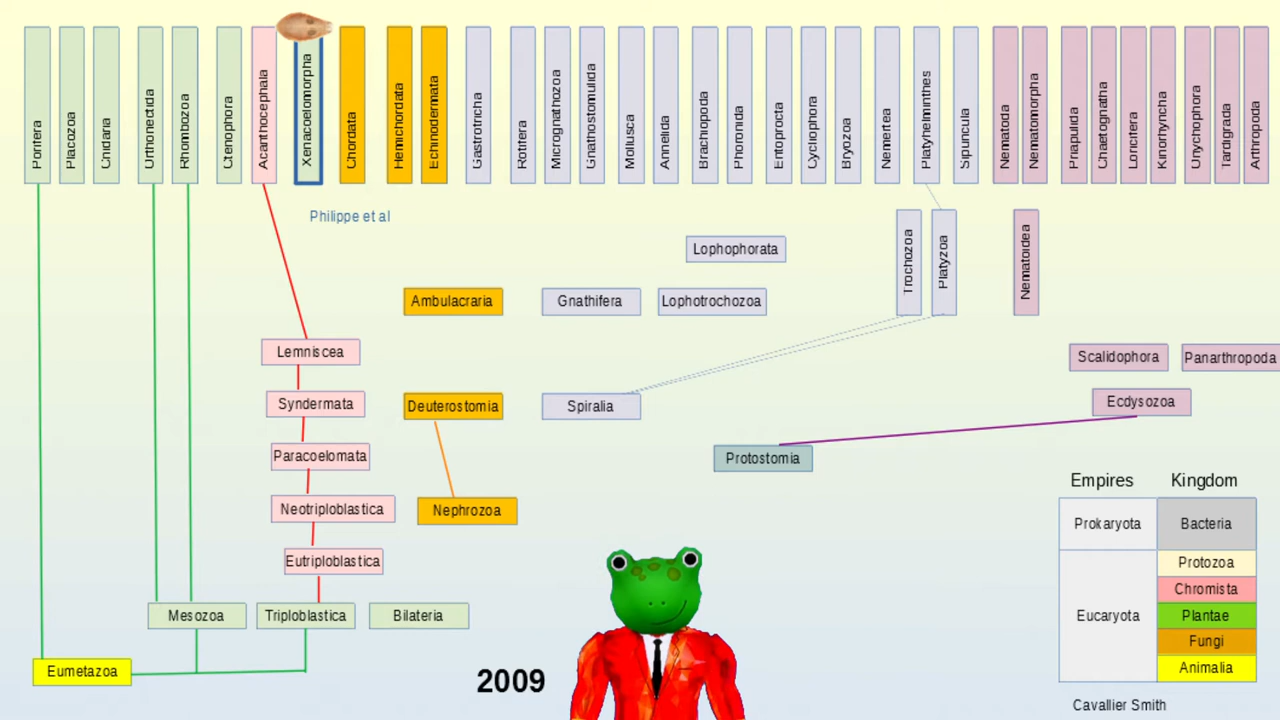 Porifera
Placozoa
Cnidaria
Orthonectida
Rhombozoa
Ctenophora
Acanthocephala
Xenacoelomorpha
Chordata
Hemichordata
Echinodermata
Gastrotricha
Rotifera
Micrognathozoa
Gnathostomulida
Mollusca
Annelida
Brachiopoda
Phoronida
Entoprocta
Cycliophora
Bryozoa
Nemertea
Platyhelminthes
Sipuncula
Nematoda
Nematomorpha
Priapulida
Chaetognatha
Loricifera
Kinorhyncha
Onychophora
Tardigrada
Arthropoda
Philippe et al
Lophophorata
Trochozoa
Platyzoa
Nematoidea
Ambulacraria
Gnathifera
Lophotrochozoa
Lemniscea
Scalidophora
Panarthropoda
Syndermata
Deuterostomia
Spiralia
Ecdysozoa
Paracoelomata
Protostomia
Neotriploblastica
Nephrozoa
Eutriploblastica
Mesozoa
Triploblastica
Bilateria
Eumetazoa
2009
Empires Kingdom
Prokaryota Bacteria
Protozoa
Chromista
Eucaryota Plantae
Fungi
Animalia
Cavallier Smith